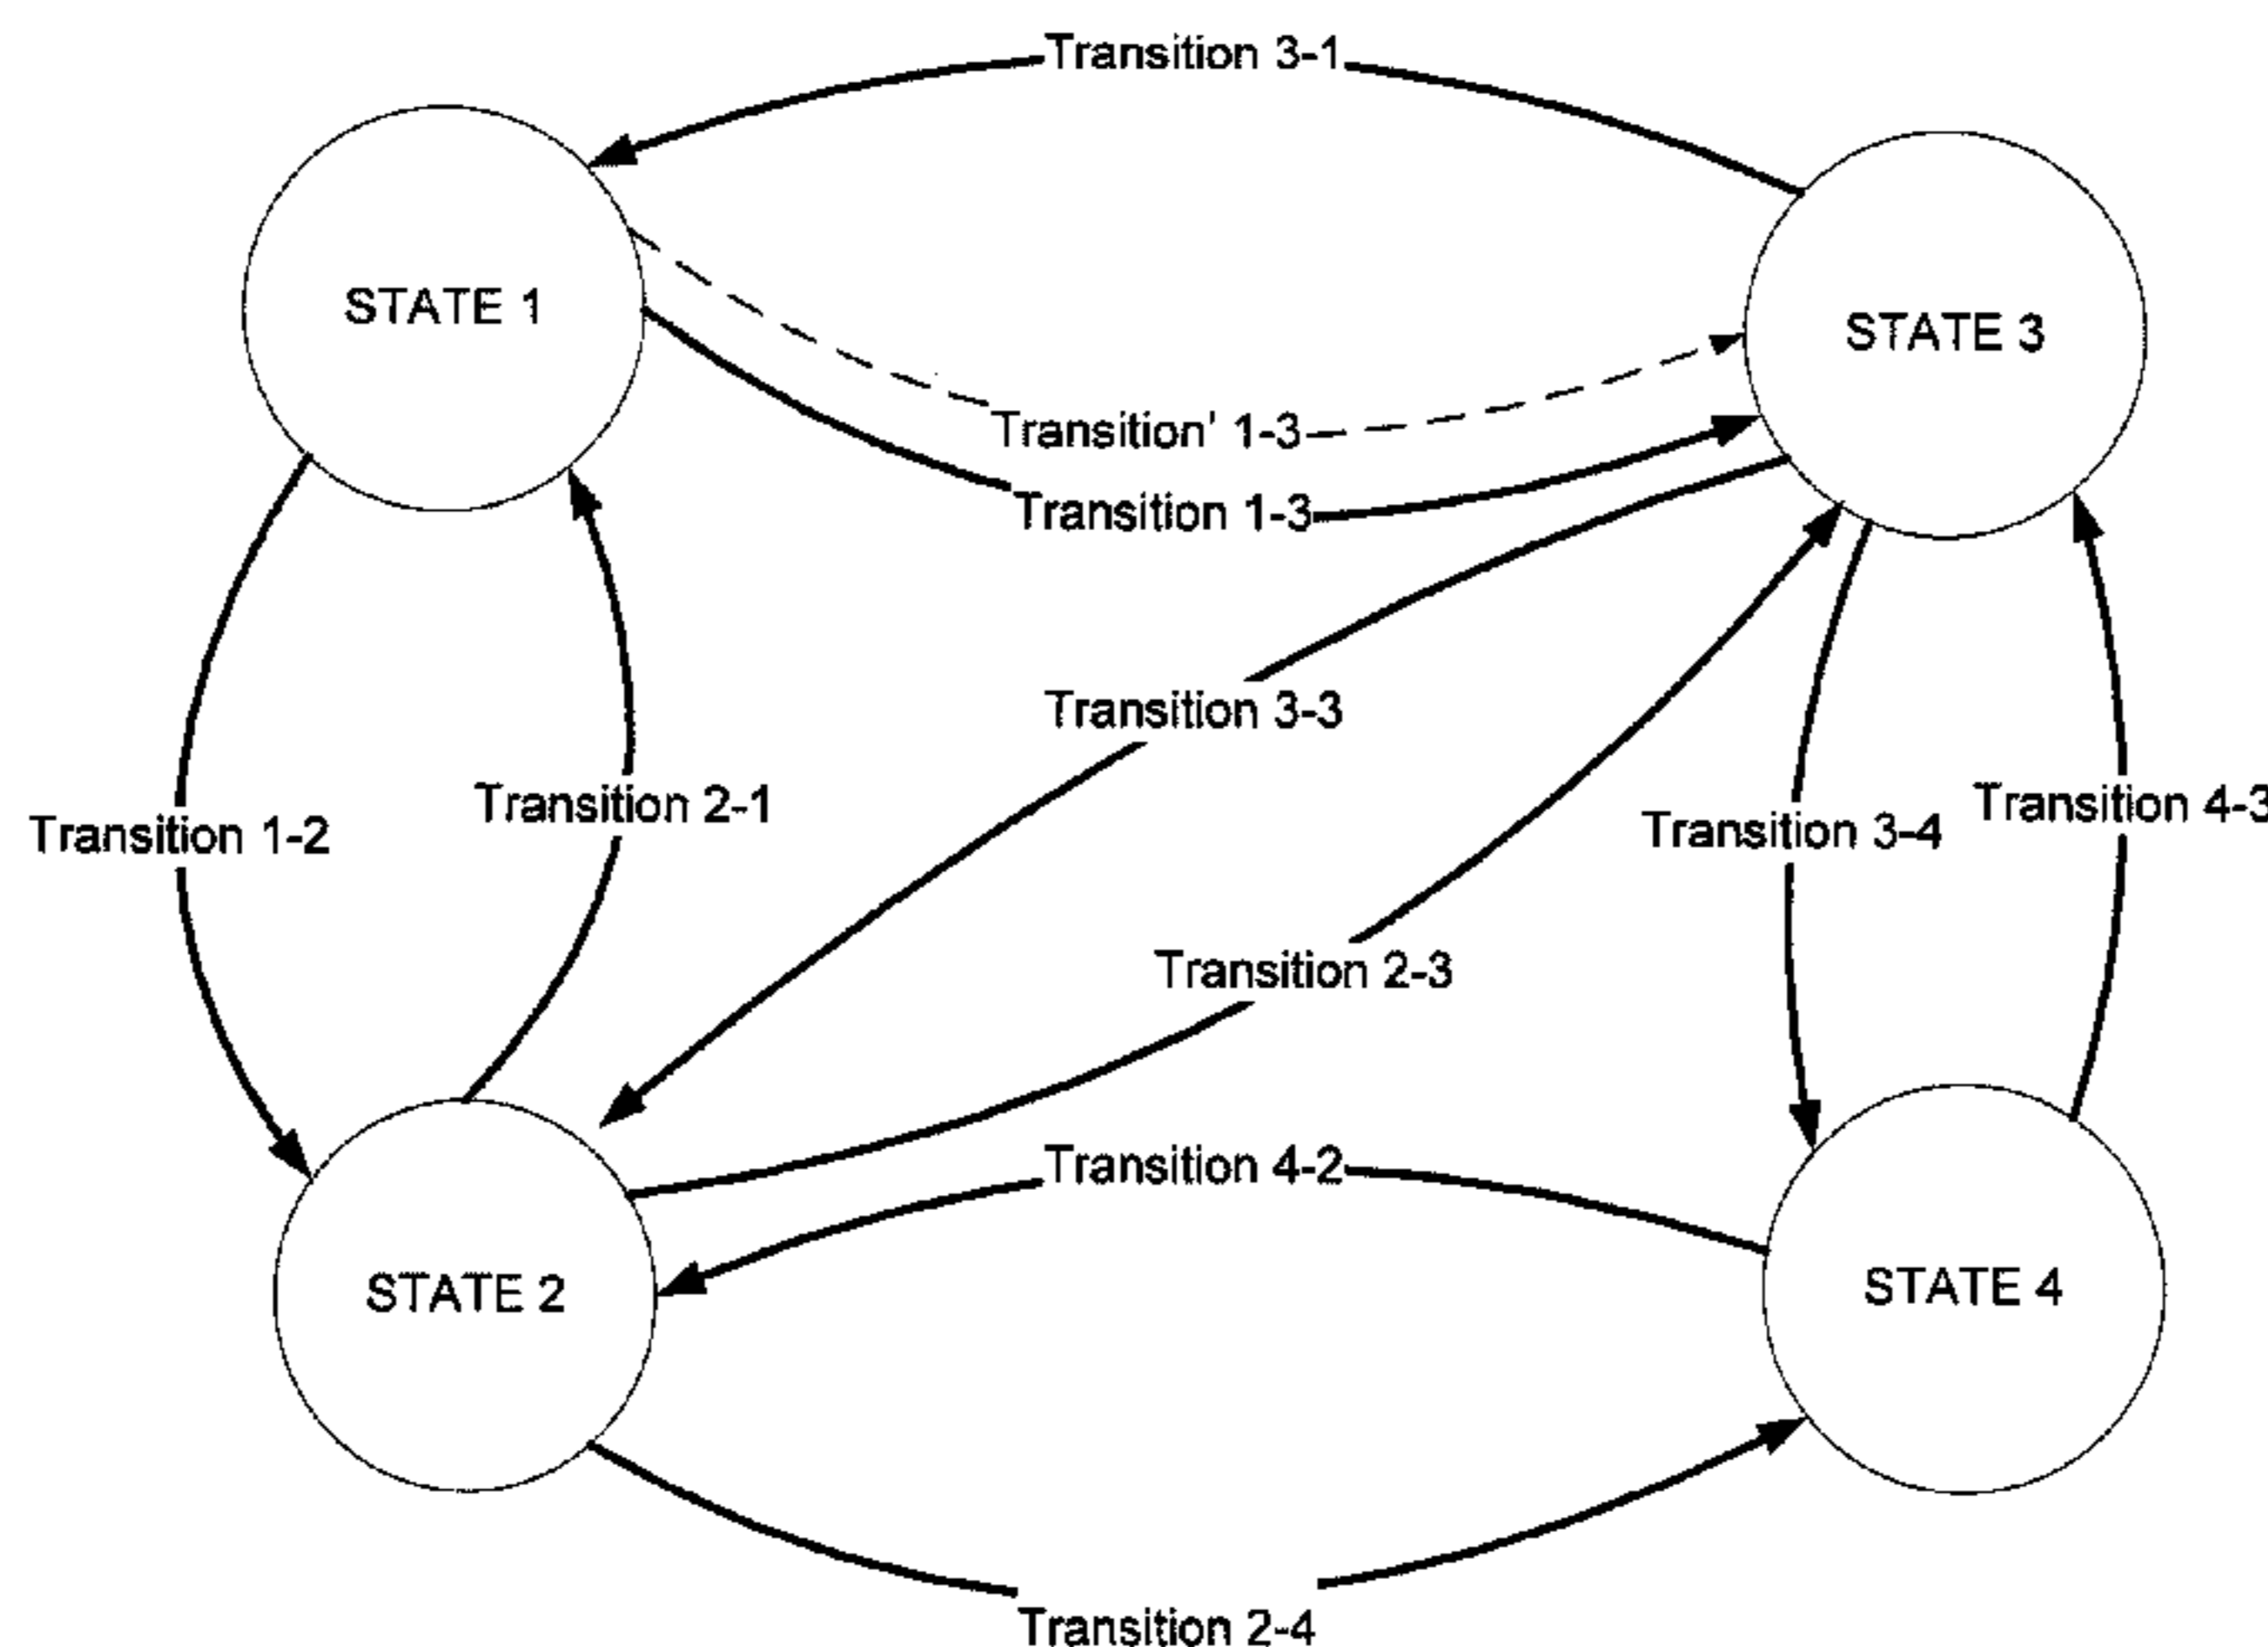 Transition 3-1
STATE 1
STATE 3
Transition' 1-3
Transition 1-3
Transition 3-3
Transition 1-2
Transition 2-1
Transition 3-4
Transition 4-3
Transition 2-3
Transition 4-2
STATE 2
STATE 4
Transition 2-4